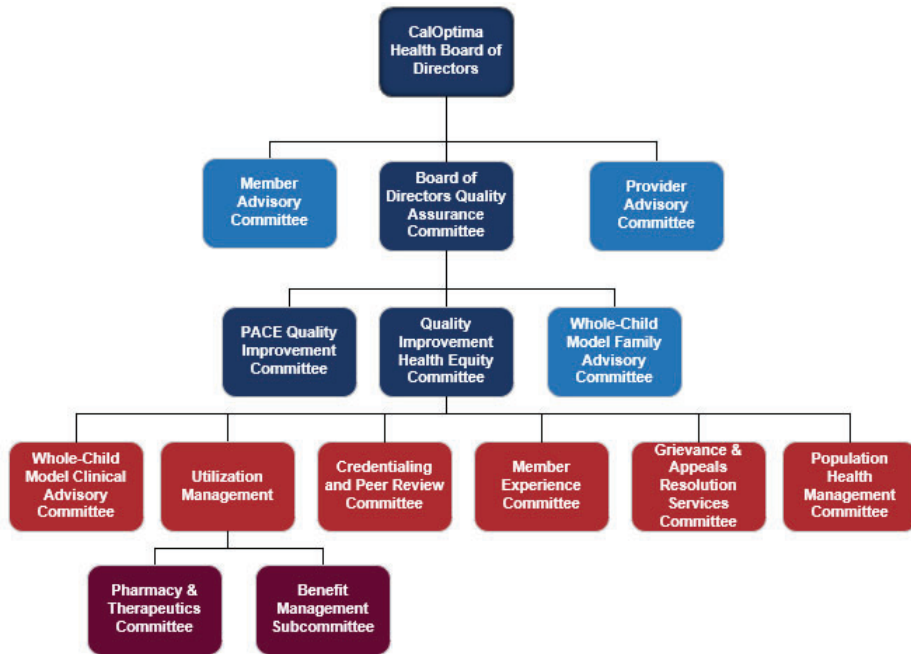 CalOptima
Health Board of
Directors
Member
Advisory
Committee
Board of
Directors Quality
Assurance
Committee
Provider
Advisory
Committee
PACE Quality
Improvement
Committee
Quality
Improvement
Health Equity
Committee
Whole-Child
Model Family
Advisory
Committee
Whole-Child
Model Clinical
Advisory
Committee
Utilization
Management
Credentialing
and Peer Review
Committee
Member
Experience
Committee
Grievance &
Appeals
Resolution
Services
Committee
Population
Health
Management
Committee
Pharmacy &
Therapeutics
Committee
Benefit
Management
Subcommittee